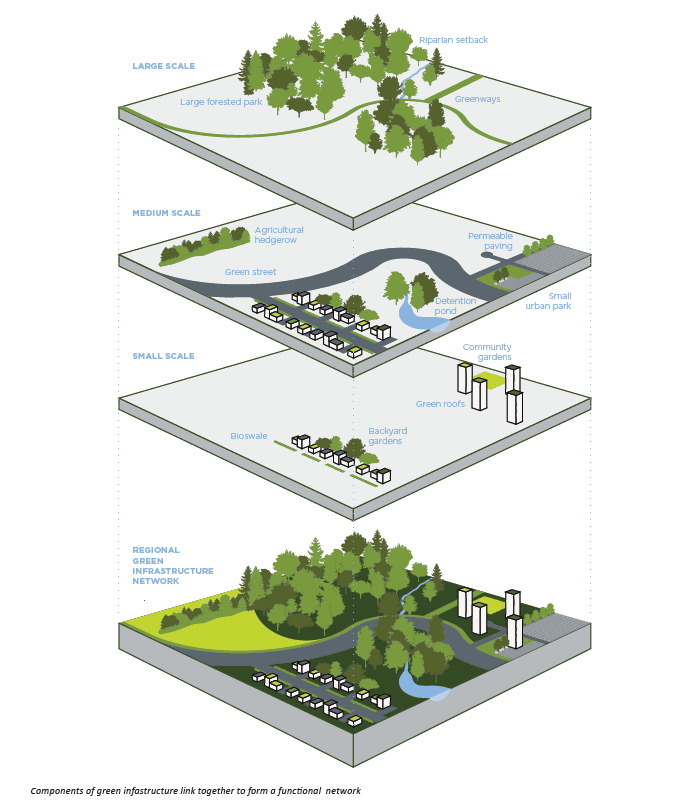 Riparian setback
LARGE SCALE
Large forested park
Greenways
MEDIUM SCALE
Agricultural
hedgerow
Permeable
paving
Green street
Small
urban park
Detention
pond
SMALL SCALE
Community
gardens
Green roofs
Bioswale
Backyard
gardens
REGIONAL
GREEN
INFRASTRUCTURE
NETWORK
Components of green infastructure link together to form a functional network